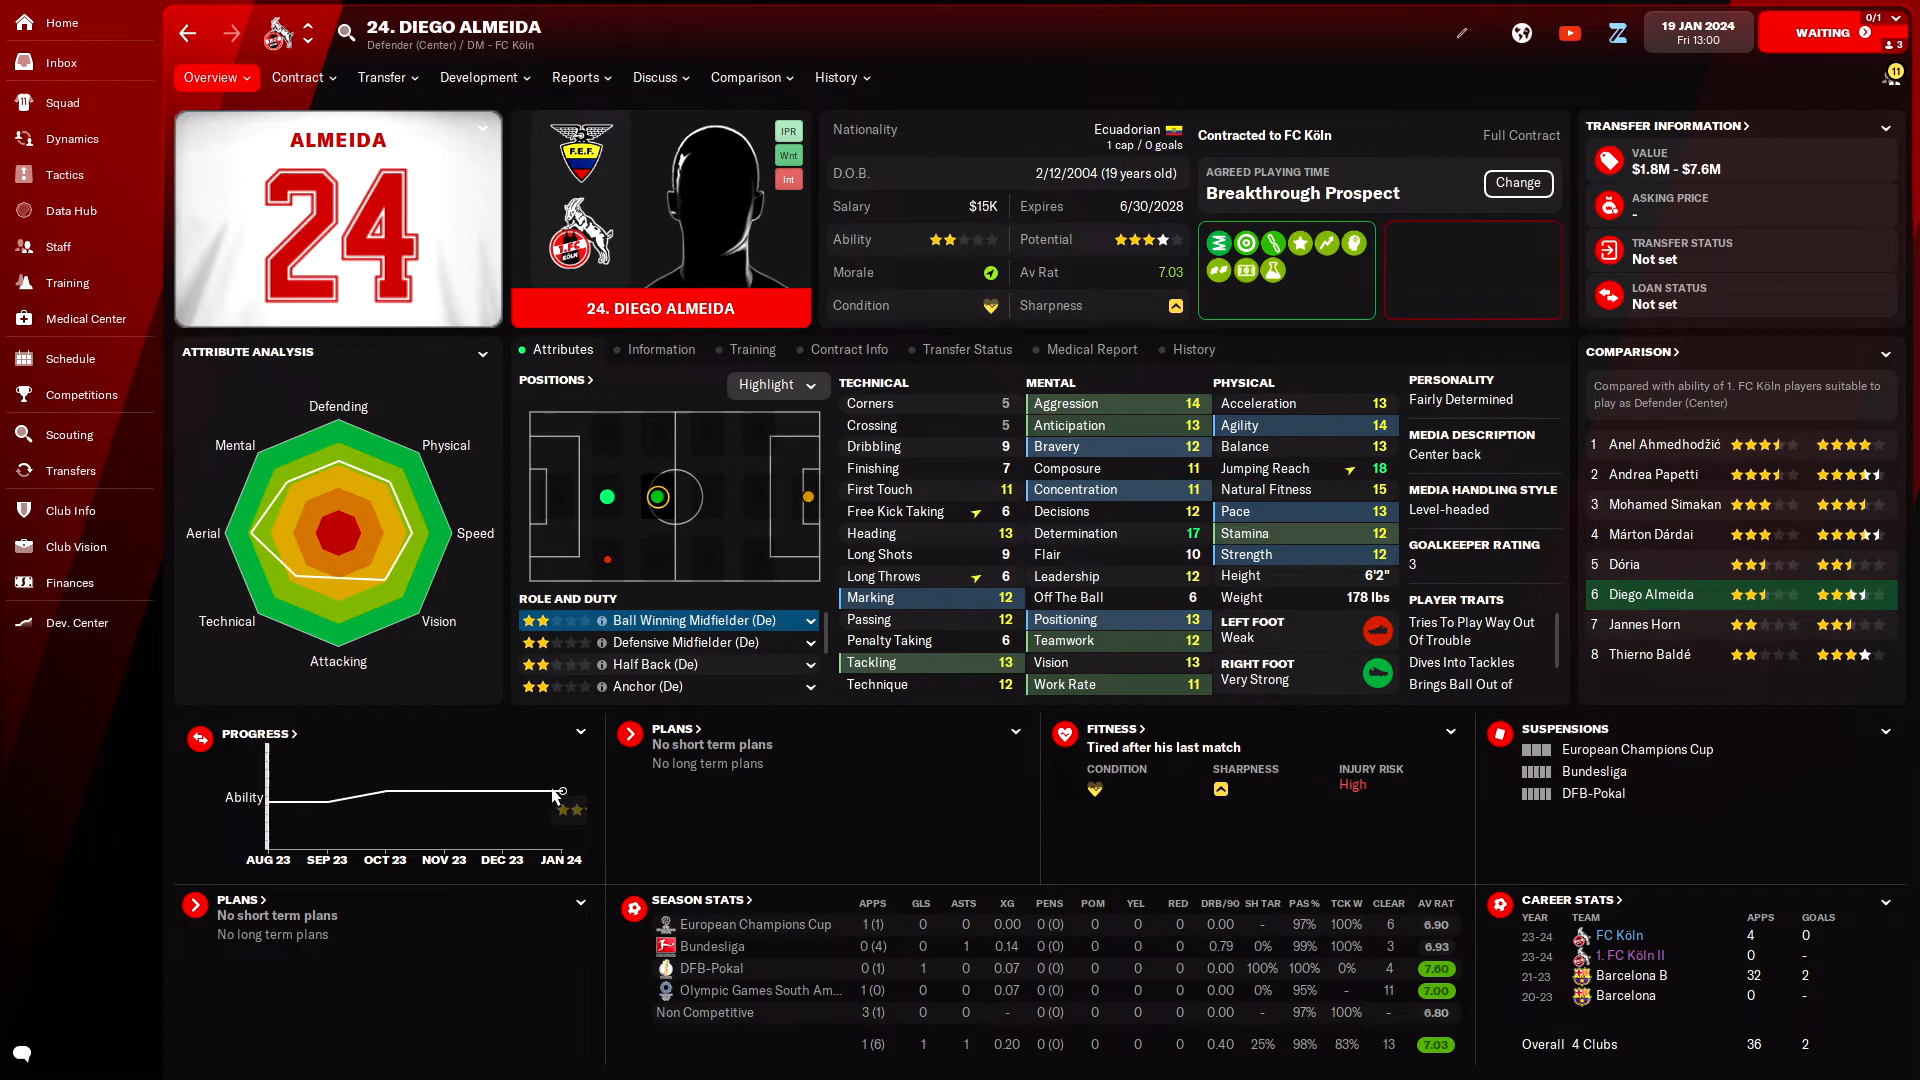 Home
Inbox
Squad
Dynamics
Tactics
Data Hub
Staff
Training
Medical Center
Schedule
Competitions
Scouting
Transfers
Club Info
Club Vision
Finances
Dev. Center
24. DIEGO ALMEIDA
Defender (Center) / DM - FC Köln
19 JAN 2024
Fri 13:00
WAITING
0/1
3
Overview
Contract
Transfer
Development
Reports
Discuss
Comparison
History
11
ALMEIDA
24
F.E.F.
1.FC
KÖLN
IPR
Wnt
Int
24. DIEGO ALMEIDA
Nationality Ecuadorian
1 cap / 0 goals
D.O.B. 2/12/2004 (19 years old)
Salary $15K Expires 6/30/2028
Ability Potential
Morale Av Rat 7.03
Condition Sharpness
Contracted to FC Köln Full Contract
AGREED PLAYING TIME
Breakthrough Prospect
Change
TRANSFER INFORMATION
VALUE
$1.8M - $7.6M
ASKING PRICE
-
TRANSFER STATUS
Not set
LOAN STATUS
Not set
ATTRIBUTE ANALYSIS
Defending
Mental Physical
Aerial Speed
Technical Vision
Attacking
Attributes Information Training Contract Info Transfer Status Medical Report History
POSITIONS
Highlight
ROLE AND DUTY
Ball Winning Midfielder (De)
Defensive Midfielder (De)
Half Back (De)
Anchor (De)
TECHNICAL
Corners 5
Crossing 5
Dribbling 9
Finishing 7
First Touch 11
Free Kick Taking 6
Heading 13
Long Shots 9
Long Throws 6
Marking 12
Passing 12
Penalty Taking 6
Tackling 13
Technique 12
MENTAL
Aggression 14
Anticipation 13
Bravery 12
Composure 11
Concentration 11
Decisions 12
Determination 17
Flair 10
Leadership 12
Off The Ball 6
Positioning 13
Teamwork 12
Vision 13
Work Rate 11
PHYSICAL
Acceleration 13
Agility 14
Balance 13
Jumping Reach 18
Natural Fitness 15
Pace 13
Stamina 12
Strength 12
Height 6'2"
Weight 178 lbs
LEFT FOOT
Weak
RIGHT FOOT
Very Strong
PERSONALITY
Fairly Determined
MEDIA DESCRIPTION
Center back
MEDIA HANDLING STYLE
Level-headed
GOALKEEPER RATING
3
PLAYER TRAITS
Tries To Play Way Out
Of Trouble
Dives Into Tackles
Brings Ball Out of
COMPARISON
Compared with ability of 1. FC Köln players suitable to
play as Defender (Center)
1 Anel Ahmedhodžić
2 Andrea Papetti
3 Mohamed Simakan
4 Márton Dárdai
5 Dória
6 Diego Almeida
7 Jannes Horn
8 Thierno Baldé
PROGRESS
Ability
AUG 23 SEP 23 OCT 23 NOV 23 DEC 23 JAN 24
PLANS
No short term plans
No long term plans
FITNESS
Tired after his last match
CONDITION SHARPNESS INJURY RISK
High
SUSPENSIONS
European Champions Cup
Bundesliga
DFB-Pokal
PLANS
No short term plans
No long term plans
SEASON STATS APPS GLS ASTS XG PENS POM YEL RED DRB/90 SH TAR PAS % TCK W CLEAR AV RAT
European Champions Cup 1 (1) 0 0 0.00 0 (0) 0 0 0 0.00 - 97% 100% 6 6.90
Bundesliga 0 (4) 0 1 0.14 0 (0) 0 0 0 0.79 0% 99% 100% 3 6.93
DFB-Pokal 0 (1) 1 0 0.07 0 (0) 0 0 0 0.00 100% 100% 0% 4 7.60
Olympic Games South Am... 1 (0) 0 0 0.07 0 (0) 0 0 0 0.00 0% 95% - 11 7.00
Non Competitive 3 (1) 0 0 - 0 (0) 0 0 0 0.00 - 97% 100% - 6.80
1 (6) 1 1 0.20 0 (0) 0 0 0 0.40 25% 98% 83% 13 7.03
CAREER STATS
YEAR TEAM APPS GOALS
23-24 FC Köln 4 0
23-24 1. FC Köln II 0 -
21-23 Barcelona B 32 2
20-23 Barcelona 0 -
Overall 4 Clubs 36 2